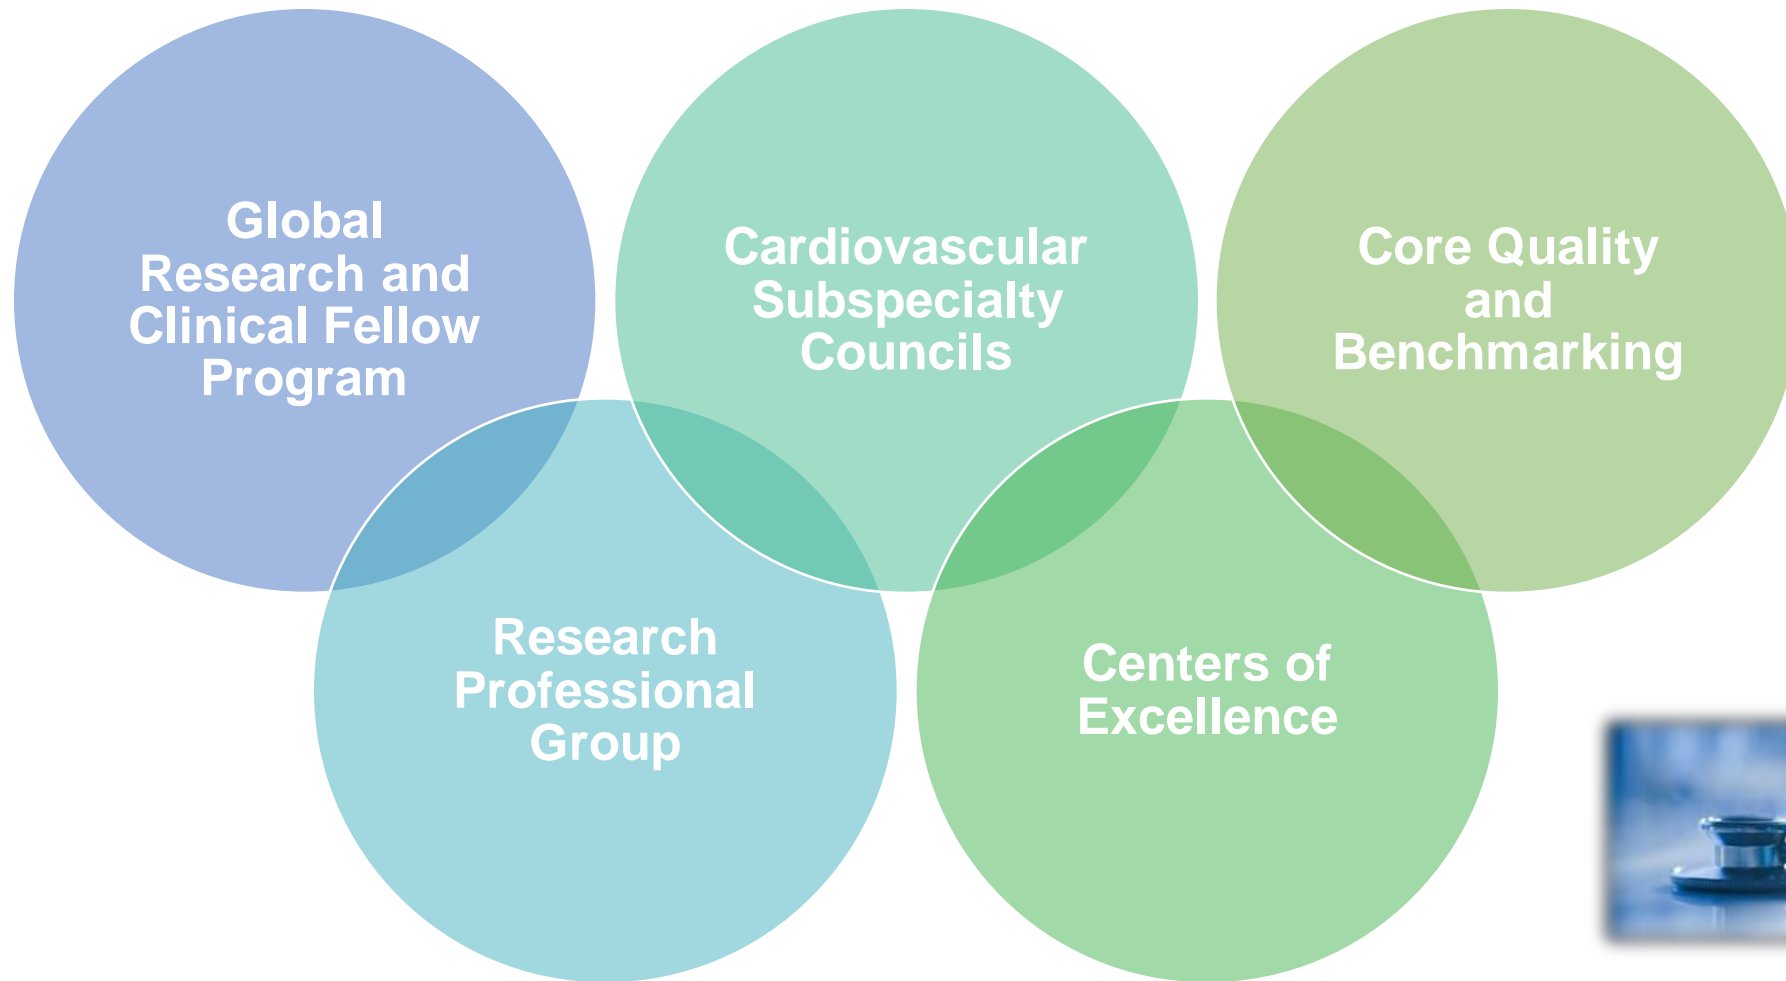 Global
Research and
Clinical Fellow
Program
Cardiovascular
Subspecialty
Councils
Core Quality
and
Benchmarking
Research
Professional
Group
Centers of
Excellence